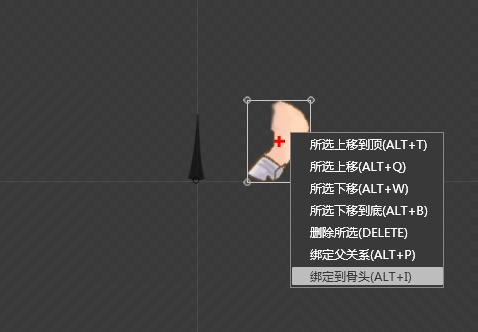 所选上移到顶(ALT+T)
所选上移(ALT+Q)
所选下移(ALT+W)
所选下移到底(ALT+B)
删除所选(DELETE)
绑定父关系(ALT+P)
绑定到骨头(ALT+I)